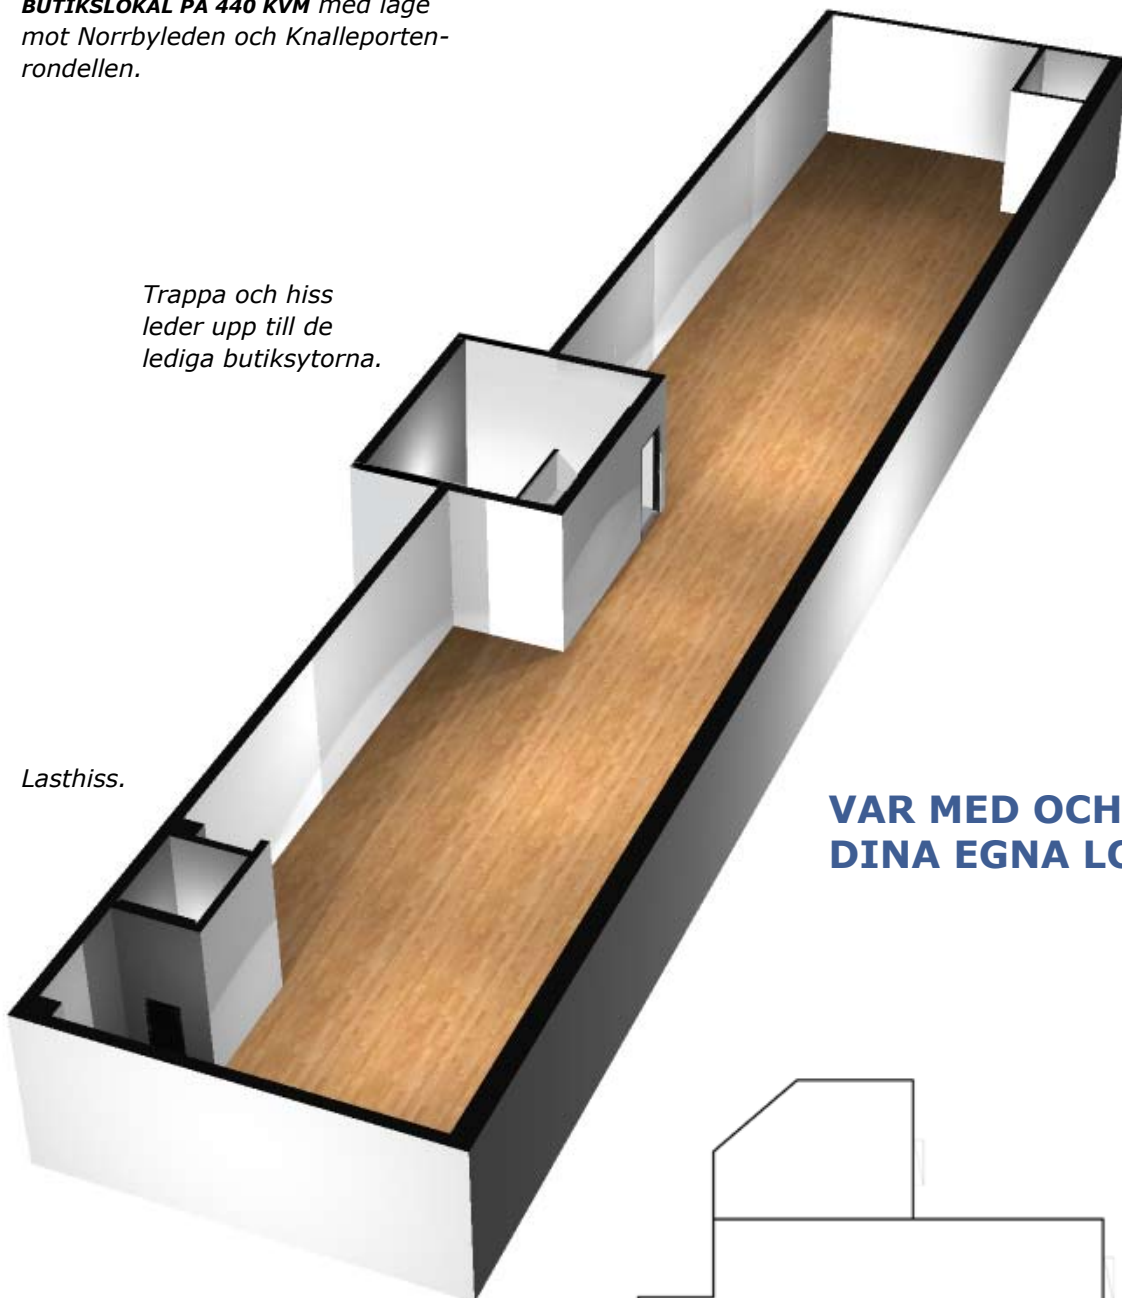 BUTIKSLOKAL PÅ 440 KVM med läge
mot Norrbyleden och Knalleporten-
rondellen.
Trappa och hiss
leder upp till de
lediga butiksytorna.
Lasthiss.
VAR MED OCH
DINA EGNA